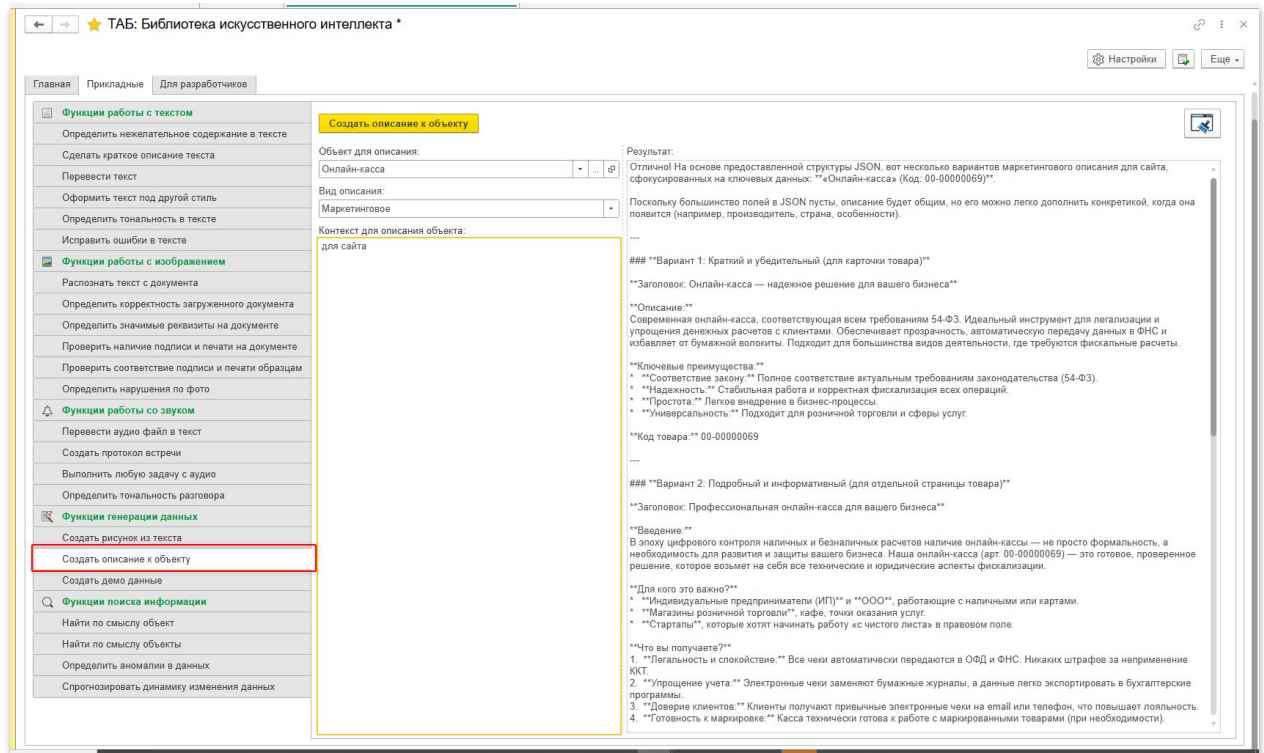 ТАБ: Библиотека искусственного интеллекта *
Настройки
Еще
Главная
Прикладные
Для разработчиков
Функции работы с текстом
Определить нежелательное содержание в тексте
Сделать краткое описание текста
Перевести текст
Оформить текст под другой стиль
Определить тональность в тексте
Исправить ошибки в тексте
Функции работы с изображением
Распознать текст с документа
Определить корректность загруженного документа
Определить значимые реквизиты на документе
Проверить наличие подписи и печати на документе
Проверить соответствие подписи и печати образцам
Определить нарушения по фото
Функции работы со звуком
Перевести аудио файл в текст
Создать протокол встречи
Выполнить любую задачу с аудио
Определить тональность разговора
Функции генерации данных
Создать рисунок из текста
Создать описание к объекту
Создать демо данные
Функции поиска информации
Найти по смыслу объект
Найти по смыслу объекты
Определить аномалии в данных
Спрогнозировать динамику изменения данных
Создать описание к объекту
Объект для описания:
Онлайн-касса
...
Вид описания:
Маркетинговое
Контекст для описания объекта:
для сайта
Результат:
Отлично! На основе предоставленной структуры JSON, вот несколько вариантов маркетингового описания для сайта,
сфокусированных на ключевых данных: **«Онлайн-касса» (Код: 00-00000069)**.
Поскольку большинство полей в JSON пусты, описание будет общим, но его можно легко дополнить конкретикой, когда она
появится (например, производитель, страна, особенности).
---
### **Вариант 1: Краткий и убедительный (для карточки товара)**
**Заголовок: Онлайн-касса — надежное решение для вашего бизнеса**
**Описание:**
Современная онлайн-касса, соответствующая всем требованиям 54-ФЗ. Идеальный инструмент для легализации и
упрощения денежных расчетов с клиентами. Обеспечивает прозрачность, автоматическую передачу данных в ФНС и
избавляет от бумажной волокиты. Подходит для большинства видов деятельности, где требуются фискальные расчеты.
**Ключевые преимущества:**
* **Соответствие закону:** Полное соответствие актуальным требованиям законодательства (54-ФЗ).
* **Надежность:** Стабильная работа и корректная фискализация всех операций.
* **Простота:** Легкое внедрение в бизнес-процессы.
* **Универсальность:** Подходит для розничной торговли и сферы услуг.
**Код товара:** 00-00000069
---
### **Вариант 2: Подробный и информативный (для отдельной страницы товара)**
**Заголовок: Профессиональная онлайн-касса для вашего бизнеса**
**Введение:**
В эпоху цифрового контроля наличных и безналичных расчетов наличие онлайн-кассы — не просто формальность, а
необходимость для развития и защиты вашего бизнеса. Наша онлайн-касса (арт. 00-00000069) — это готовое, проверенное
решение, которое возьмет на себя все технические и юридические аспекты фискализации.
**Для кого это важно?**
* **Индивидуальные предприниматели (ИП)** и **ООО**, работающие с наличными или картами.
* **Магазины розничной торговли**, кафе, точки оказания услуг.
* **Стартапы**, которые хотят начинать работу «с чистого листа» в правовом поле.
**Что вы получаете?**
1. **Легальность и спокойствие:** Все чеки автоматически передаются в ОФД и ФНС. Никаких штрафов за неприменение
ККТ.
2. **Упрощение учета:** Электронные чеки заменяют бумажные журналы, а данные легко экспортировать в бухгалтерские
программы.
3. **Доверие клиентов:** Клиенты получают привычные электронные чеки на email или телефон, что повышает лояльность.
4. **Готовность к маркировке:** Касса технически готова к работе с маркированными товарами (при необходимости).